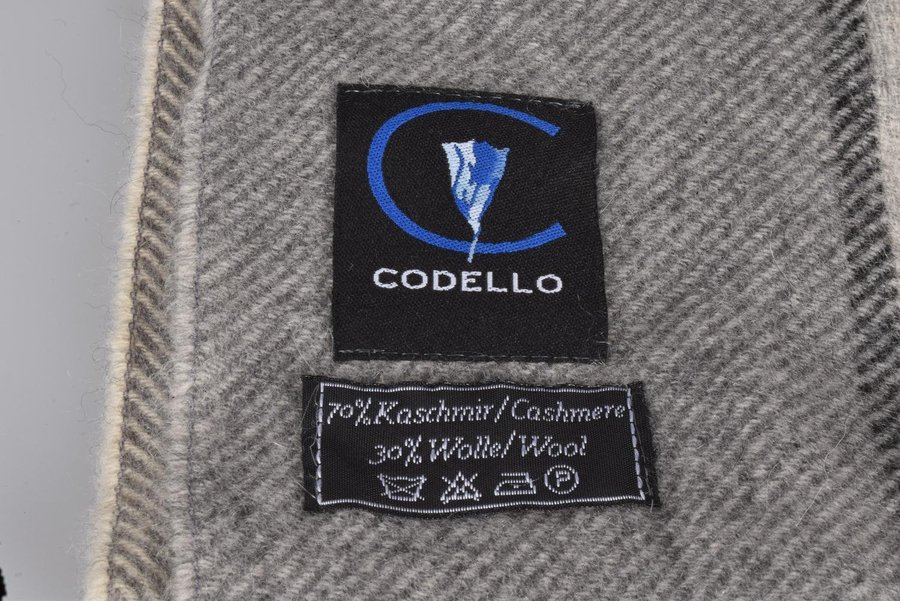 CODELLO
70% Kaschmir/Cashmere
30% Wolle/Wool
P